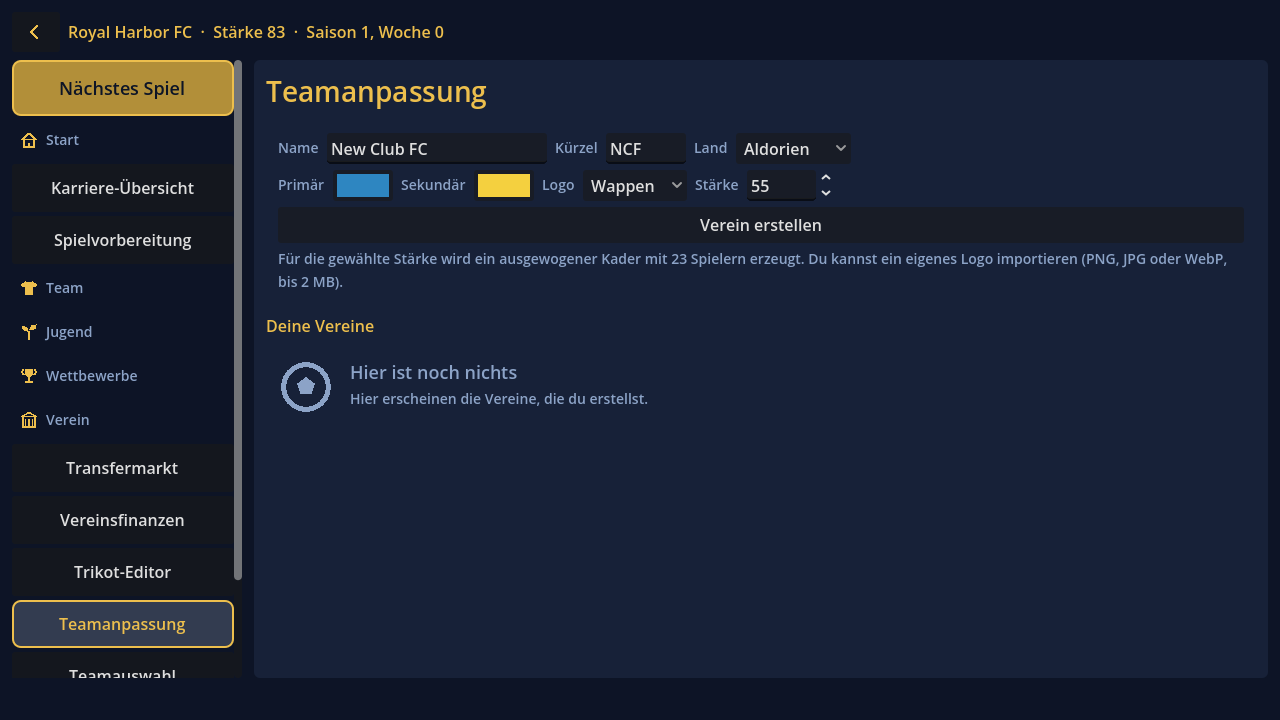 Royal Harbor FC · Stärke 83 · Saison 1, Woche 0
Nächstes Spiel
Start
Karriere-Übersicht
Spielvorbereitung
Team
Jugend
Wettbewerbe
Verein
Transfermarkt
Vereinsfinanzen
Trikot-Editor
Teamanpassung
Teamauswahl
Teamanpassung
Name New Club FC Kürzel NCF Land Aldorien
Primär Sekundär Logo Wappen Stärke 55
Verein erstellen
Für die gewählte Stärke wird ein ausgewogener Kader mit 23 Spielern erzeugt. Du kannst ein eigenes Logo importieren (PNG, JPG oder WebP,
bis 2 MB).
Deine Vereine
Hier ist noch nichts
Hier erscheinen die Vereine, die du erstellst.